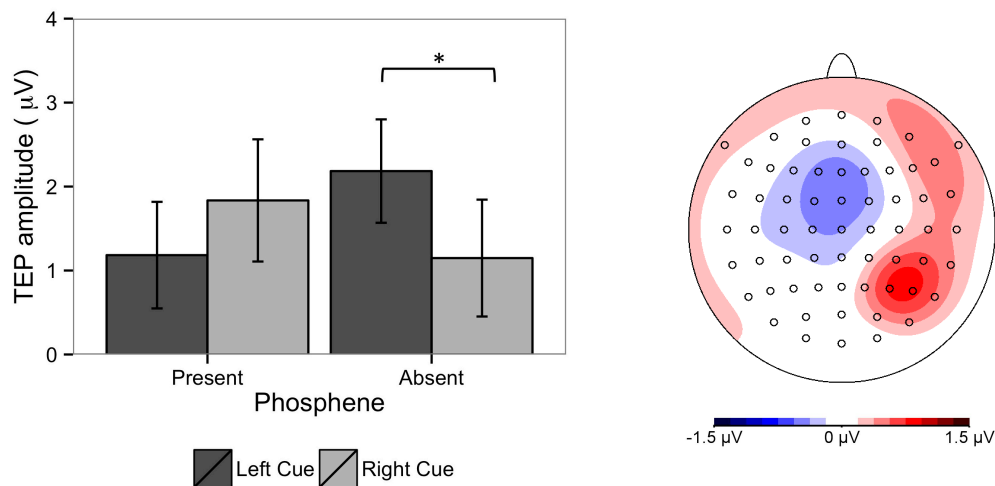 4
3
2
1
0
TEP amplitude ( μV)
*
Present
Absent
Phosphene
Left Cue
Right Cue
-1.5 μV
0 μV
1.5 μV